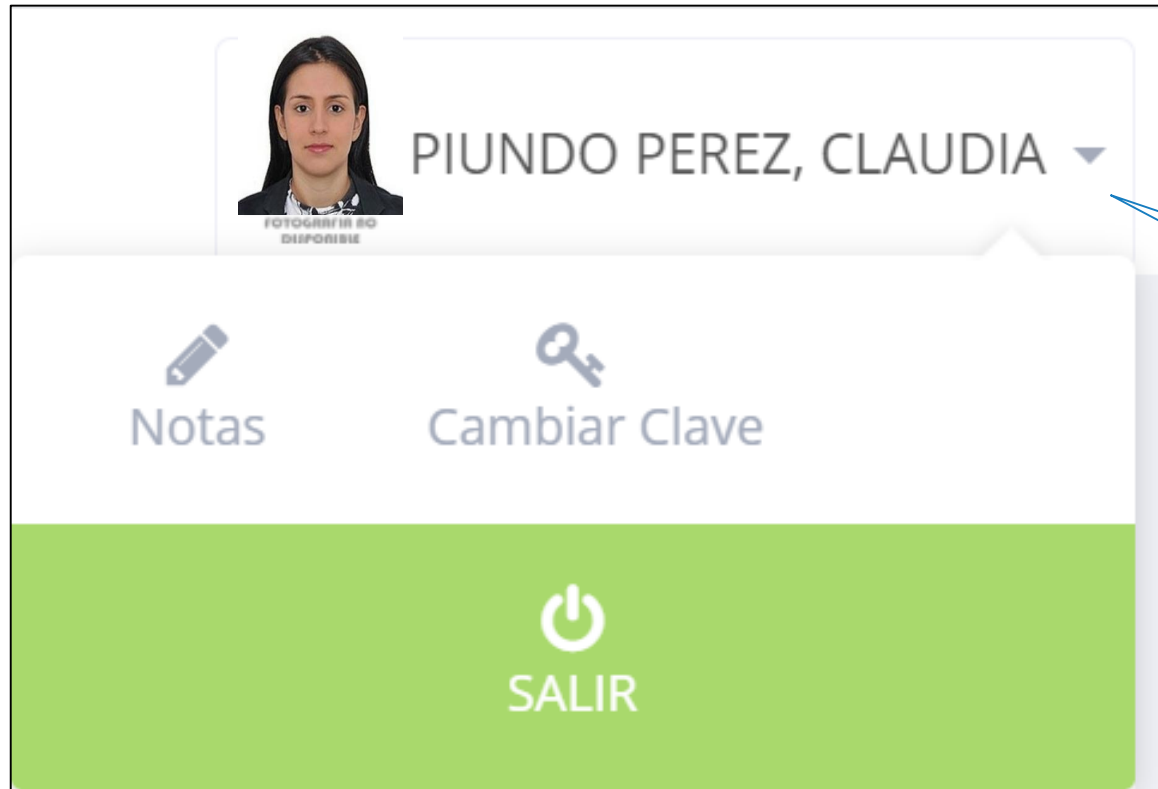 PIUNDO PEREZ, CLAUDIA
FOTOGRAFIA NO
DISPONIBLE
Notas
Cambiar Clave
SALIR